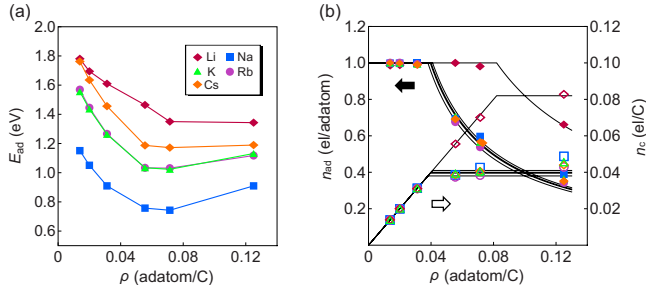 (a)
E_ad (eV)
1.8
1.6
1.4
1.2
1.0
0.8
0.6
0
0.04
0.08
0.12
ρ (adatom/C)
Li
Na
K
Rb
Cs
(b)
n_ad (el/adatom)
1.4
1.2
1.0
0.8
0.6
0.4
0.2
0
0.04
0.08
0.12
ρ (adatom/C)
0.10
0.08
0.06
0.04
0.02
n_c (el/C)